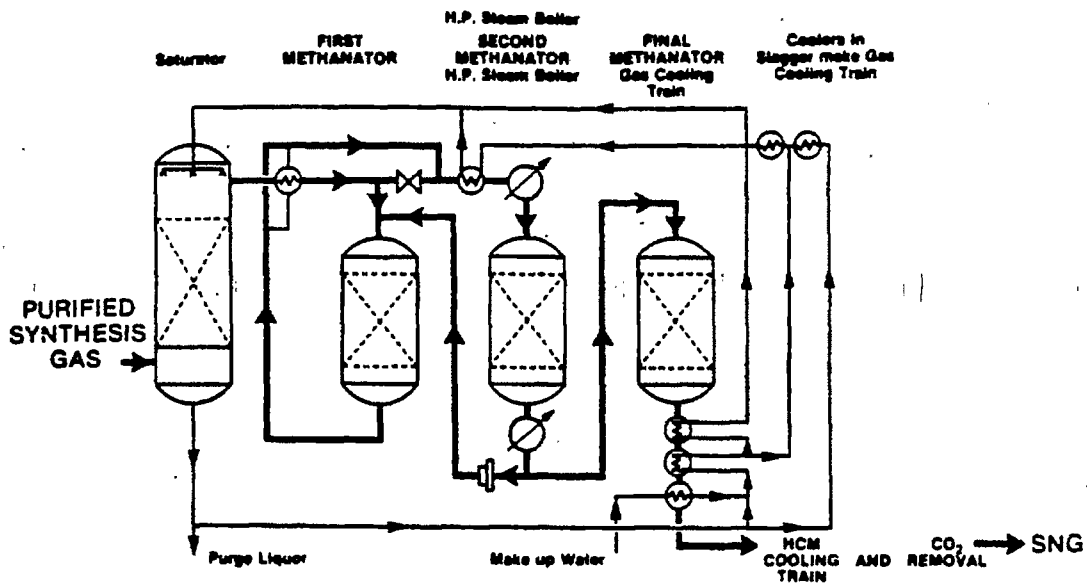 H.P. Steam Boiler
Saturator
FIRST
METHANATOR
SECOND
METHANATOR
H.P. Steam Boiler
FINAL
METHANATOR
Gas Cooling
Train
Coolers in
Slagger make Gas
Cooling Train
PURIFIED
SYNTHESIS
GAS
Purge Liquor
Make up Water
HCM
COOLING AND REMOVAL
TRAIN
CO₂
SNG